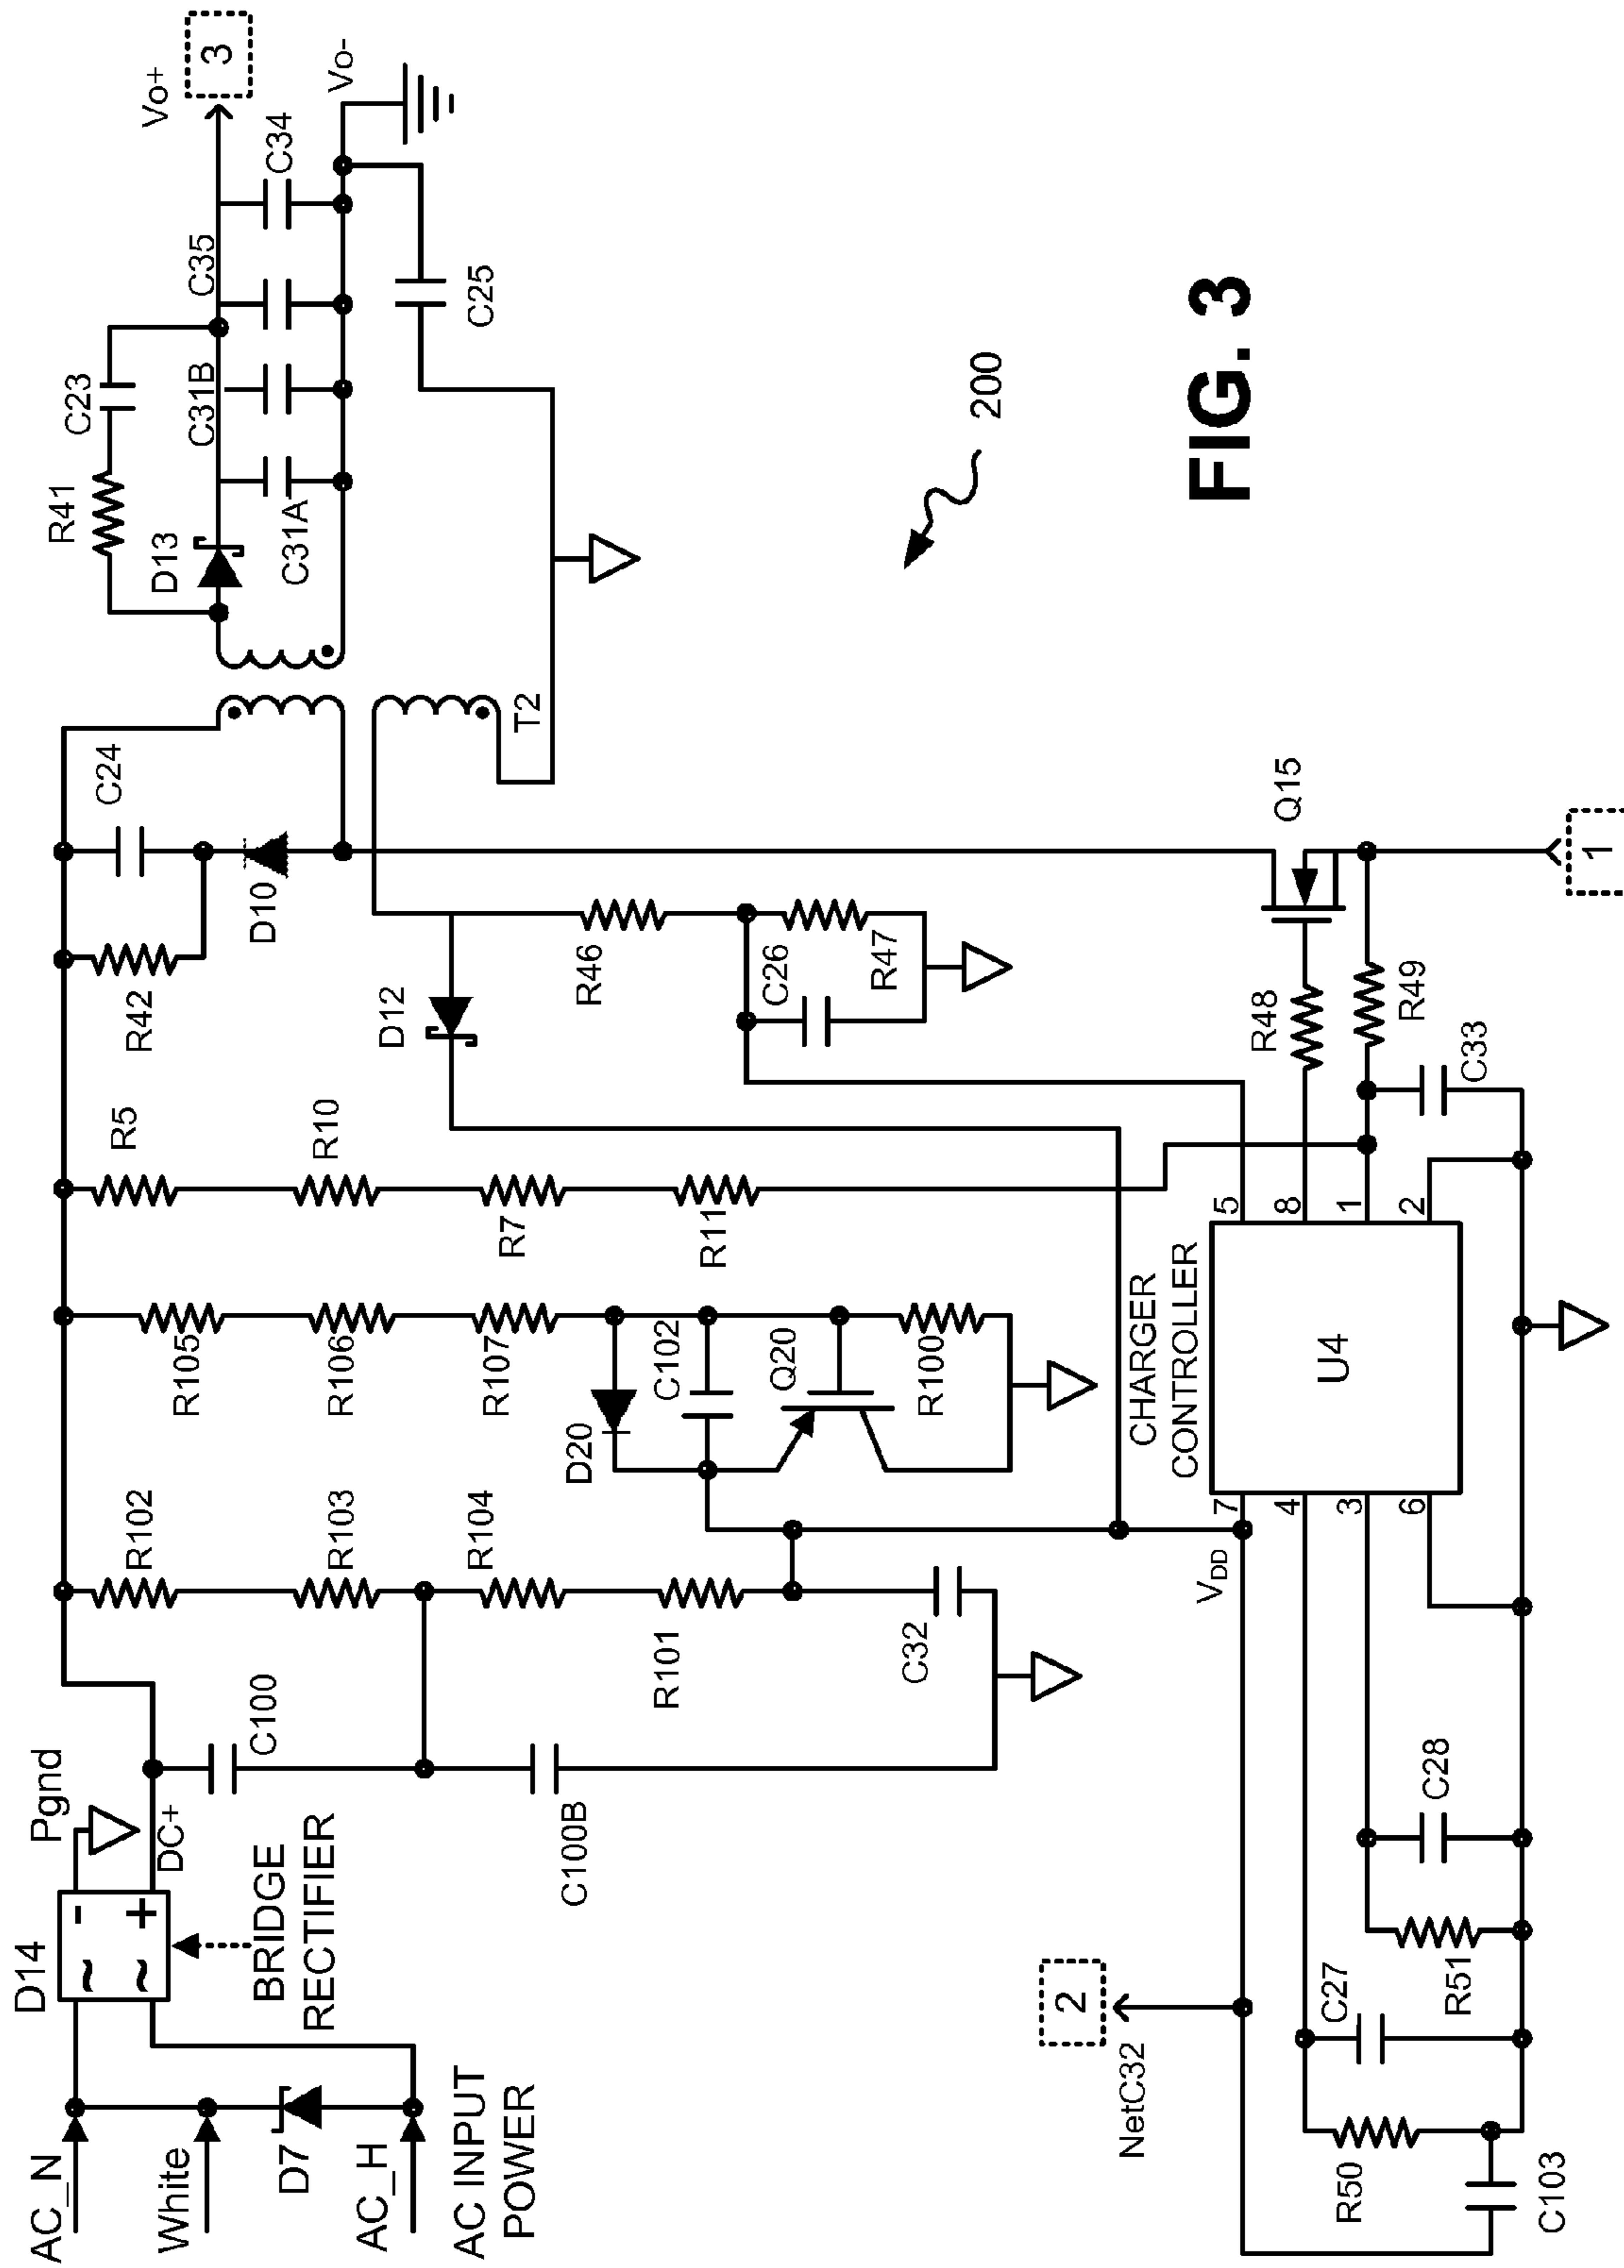 AC_N
White
D7
AC_H
AC INPUT
POWER
D14
~
-
~
+
Pgnd
DC+
BRIDGE
RECTIFIER
C100
C100B
R102
R103
R104
R101
C32
R105
R106
R107
D20
C102
Q20
R100
R5
R10
R7
R11
R42
C24
D10
D12
R46
C26
R47
T2
R41
C23
D13
C31A
C31B
C35
C34
Vo+
3
Vo-
C25
200
2
NetC32
VDD
CHARGER
CONTROLLER
U4
7
4
3
6
5
8
1
2
R48
R49
C33
Q15
1
R50
C27
R51
C28
C103
FIG. 3